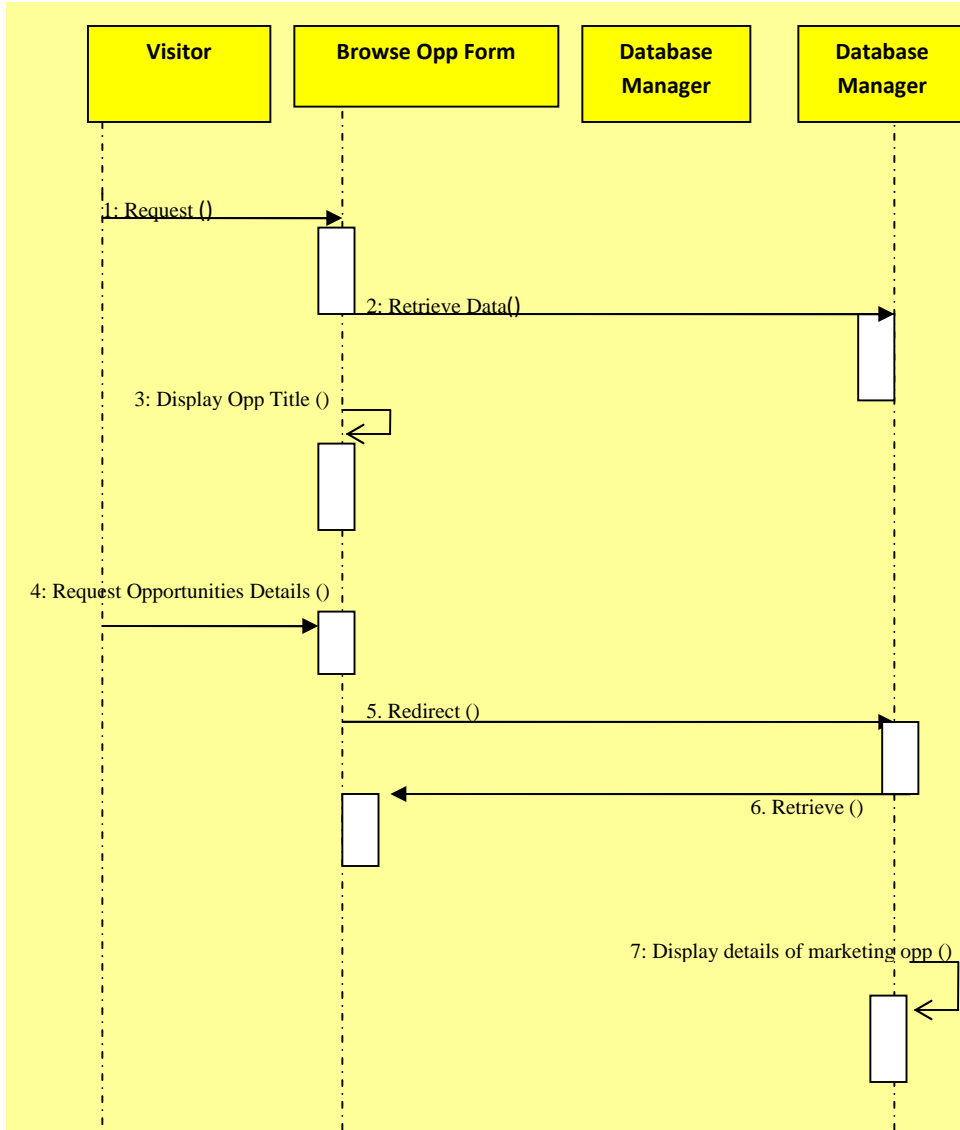 Visitor
Browse Opp Form
Database
Manager
Database
Manager
1: Request ()
2: Retrieve Data()
3: Display Opp Title ()
4: Request Opportunities Details ()
5. Redirect ()
6. Retrieve ()
7: Display details of marketing opp ()